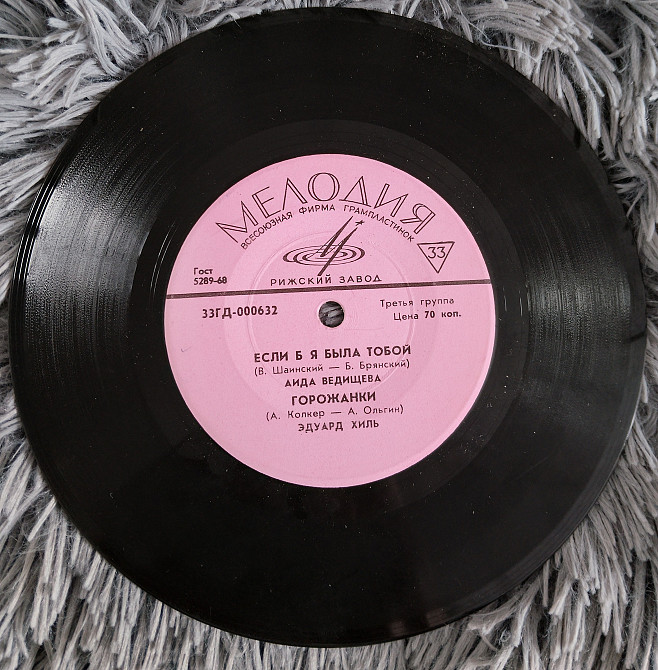 МЕЛОДИЯ
ВСЕСОЮЗНАЯ ФИРМА ГРАМПЛАСТИНОК
33
Гост
5289-68
РИЖСКИЙ ЗАВОД
33ГД-000632
Третья группа
Цена 70 коп.
ЕСЛИ Б Я БЫЛА ТОБОЙ
(В. Шаинский — Б. Брянский)
АИДА ВЕДИЩЕВА
ГОРОЖАНКИ
(А. Колкер — А. Ольгин)
ЭДУАРД ХИЛЬ